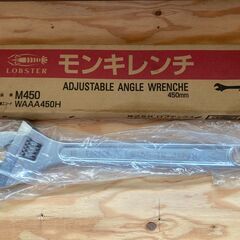 LOBSTER
モンキレンチ
ADJUSTABLE ANGLE WRENCHE
450mm
M450
WAAA450H